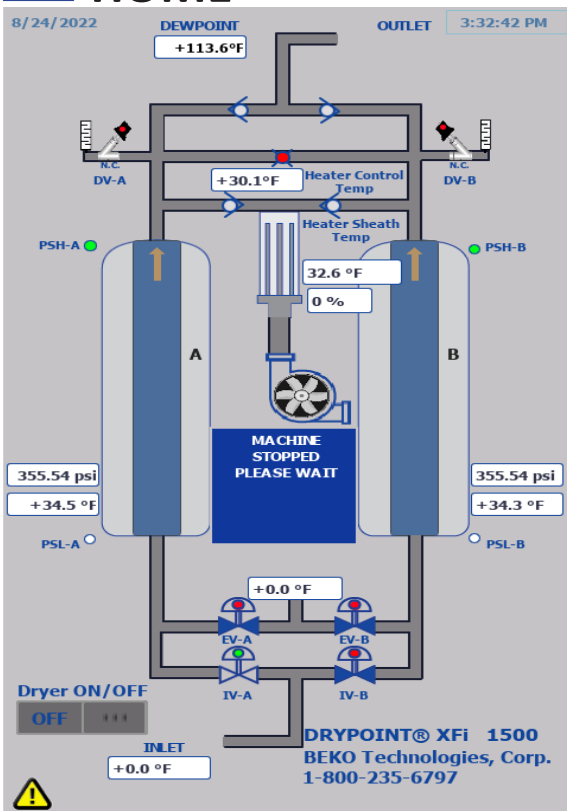 8/24/2022
DEWPOINT
OUTLET
3:32:42 PM
+113.6ºF
N.C.
DV-A
+30.1°F
Heater Control
Temp
N.C.
DV-B
Heater Sheath
Temp
PSH-A
PSH-B
32.6 °F
0 %
A
B
MACHINE
STOPPED
PLEASE WAIT
355.54 psi
355.54 psi
+34.5 °F
+34.3 °F
PSL-A
PSL-B
+0.0 °F
EV-A
EV-B
IV-A
IV-B
Dryer ON/OFF
OFF
INLET
+0.0 °F
DRYPOINT® XFi 1500
BEKO Technologies, Corp.
1-800-235-6797